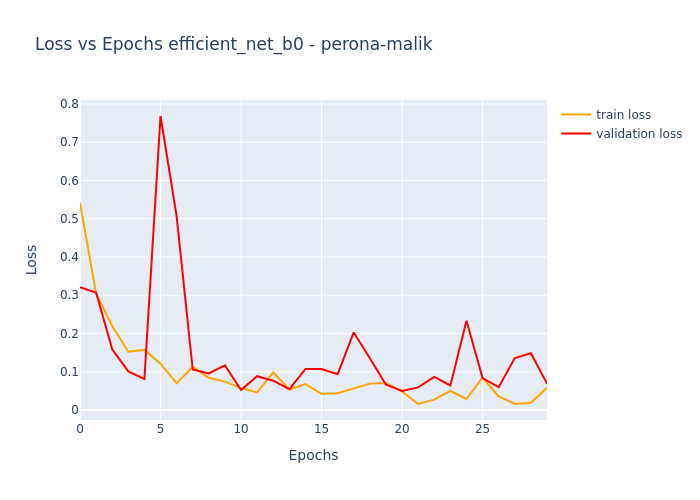 Loss vs Epochs efficient_net_b0 - perona-malik
train loss
validation loss
0.8
0.7
0.6
0.5
0.4
0.3
0.2
0.1
0
Loss
0 5 10 15 20 25
Epochs